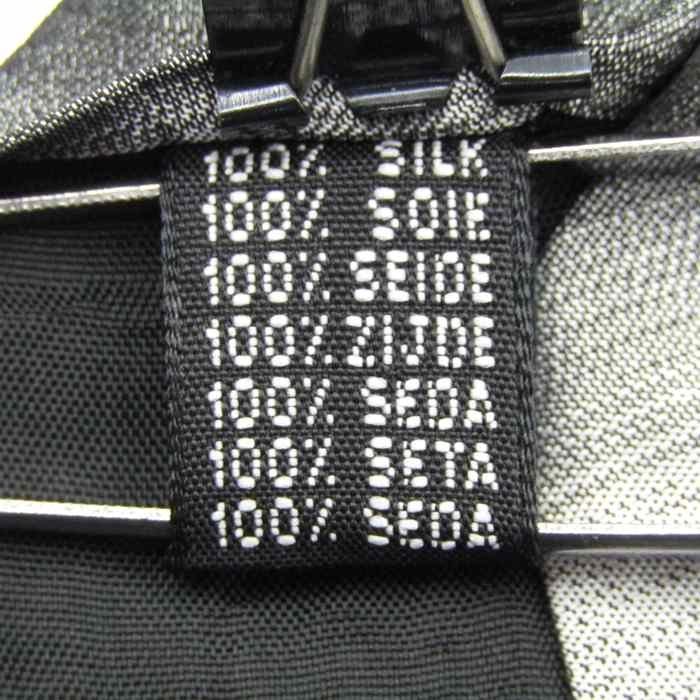 100% SILK
100% SOIE
100% SEIDE
100% ZIJDE
100% SEDA
100% SETA
100% SEDA